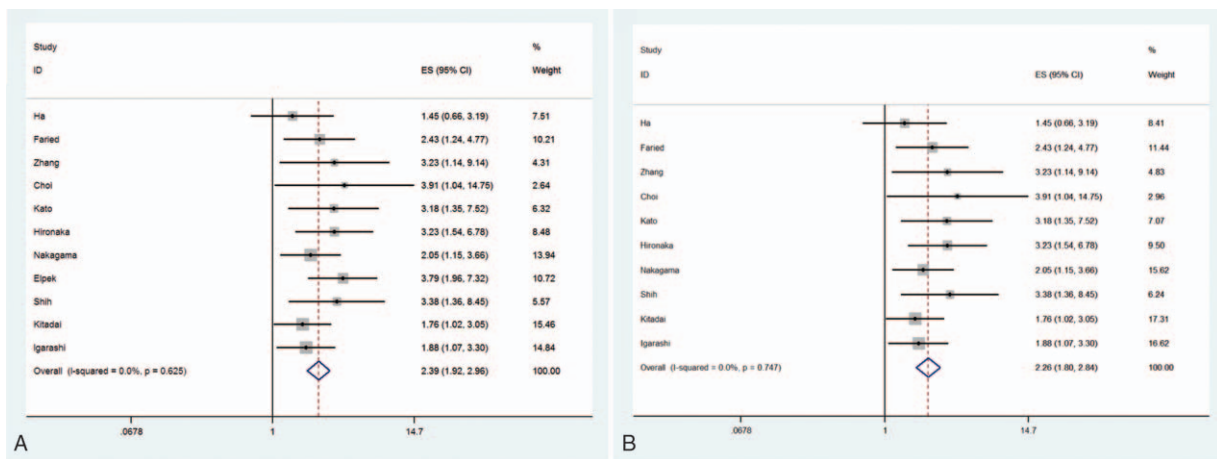 Study %
ID ES (95% CI) Weight
Ha 1.45 (0.66, 3.19) 7.51
Faried 2.43 (1.24, 4.77) 10.21
Zhang 3.23 (1.14, 9.14) 4.31
Choi 3.91 (1.04, 14.75) 2.64
Kato 3.18 (1.35, 7.52) 6.32
Hironaka 3.23 (1.54, 6.78) 8.48
Nakagama 2.05 (1.15, 3.66) 13.94
Elpek 3.79 (1.96, 7.32) 10.72
Shih 3.38 (1.36, 8.45) 5.57
Kitadai 1.76 (1.02, 3.05) 15.46
Igarashi 1.88 (1.07, 3.30) 14.84
Overall (I-squared = 0.0%, p = 0.625) 2.39 (1.92, 2.96) 100.00
.0678 1 14.7
A
Study %
ID ES (95% CI) Weight
Ha 1.45 (0.66, 3.19) 8.41
Faried 2.43 (1.24, 4.77) 11.44
Zhang 3.23 (1.14, 9.14) 4.83
Choi 3.91 (1.04, 14.75) 2.96
Kato 3.18 (1.35, 7.52) 7.07
Hironaka 3.23 (1.54, 6.78) 9.50
Nakagama 2.05 (1.15, 3.66) 15.62
Shih 3.38 (1.36, 8.45) 6.24
Kitadai 1.76 (1.02, 3.05) 17.31
Igarashi 1.88 (1.07, 3.30) 16.62
Overall (I-squared = 0.0%, p = 0.747) 2.26 (1.80, 2.84) 100.00
.0678 1 14.7
B